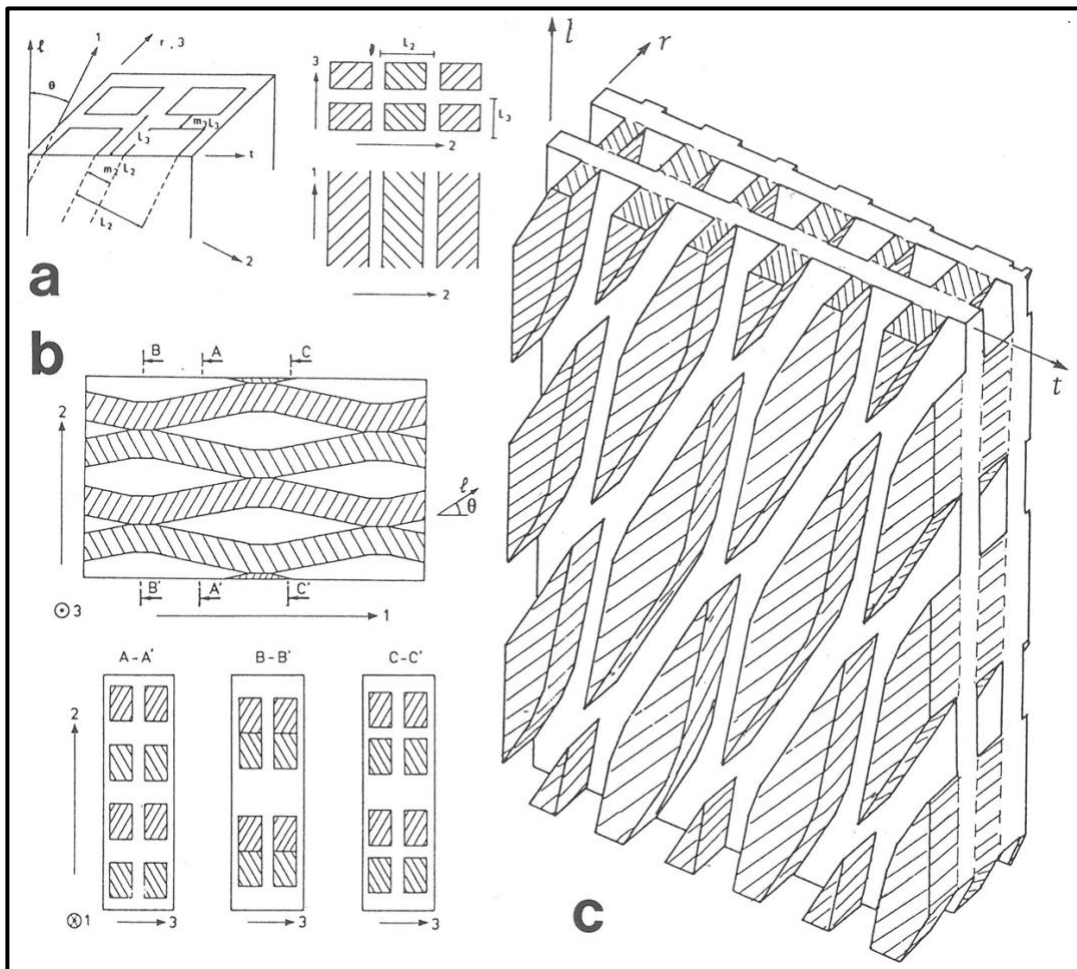 ℓ
1
r, 3
θ
L₃
m₃L₃
m₂L₂
L₂
t
2
a
L₂
3
L₃
2
1
2
b
B A C
2
ℓ
θ
B' A' C'
⊙3
1
A-A' B-B' C-C'
2
⊗1
3 3 3
l
r
t
c